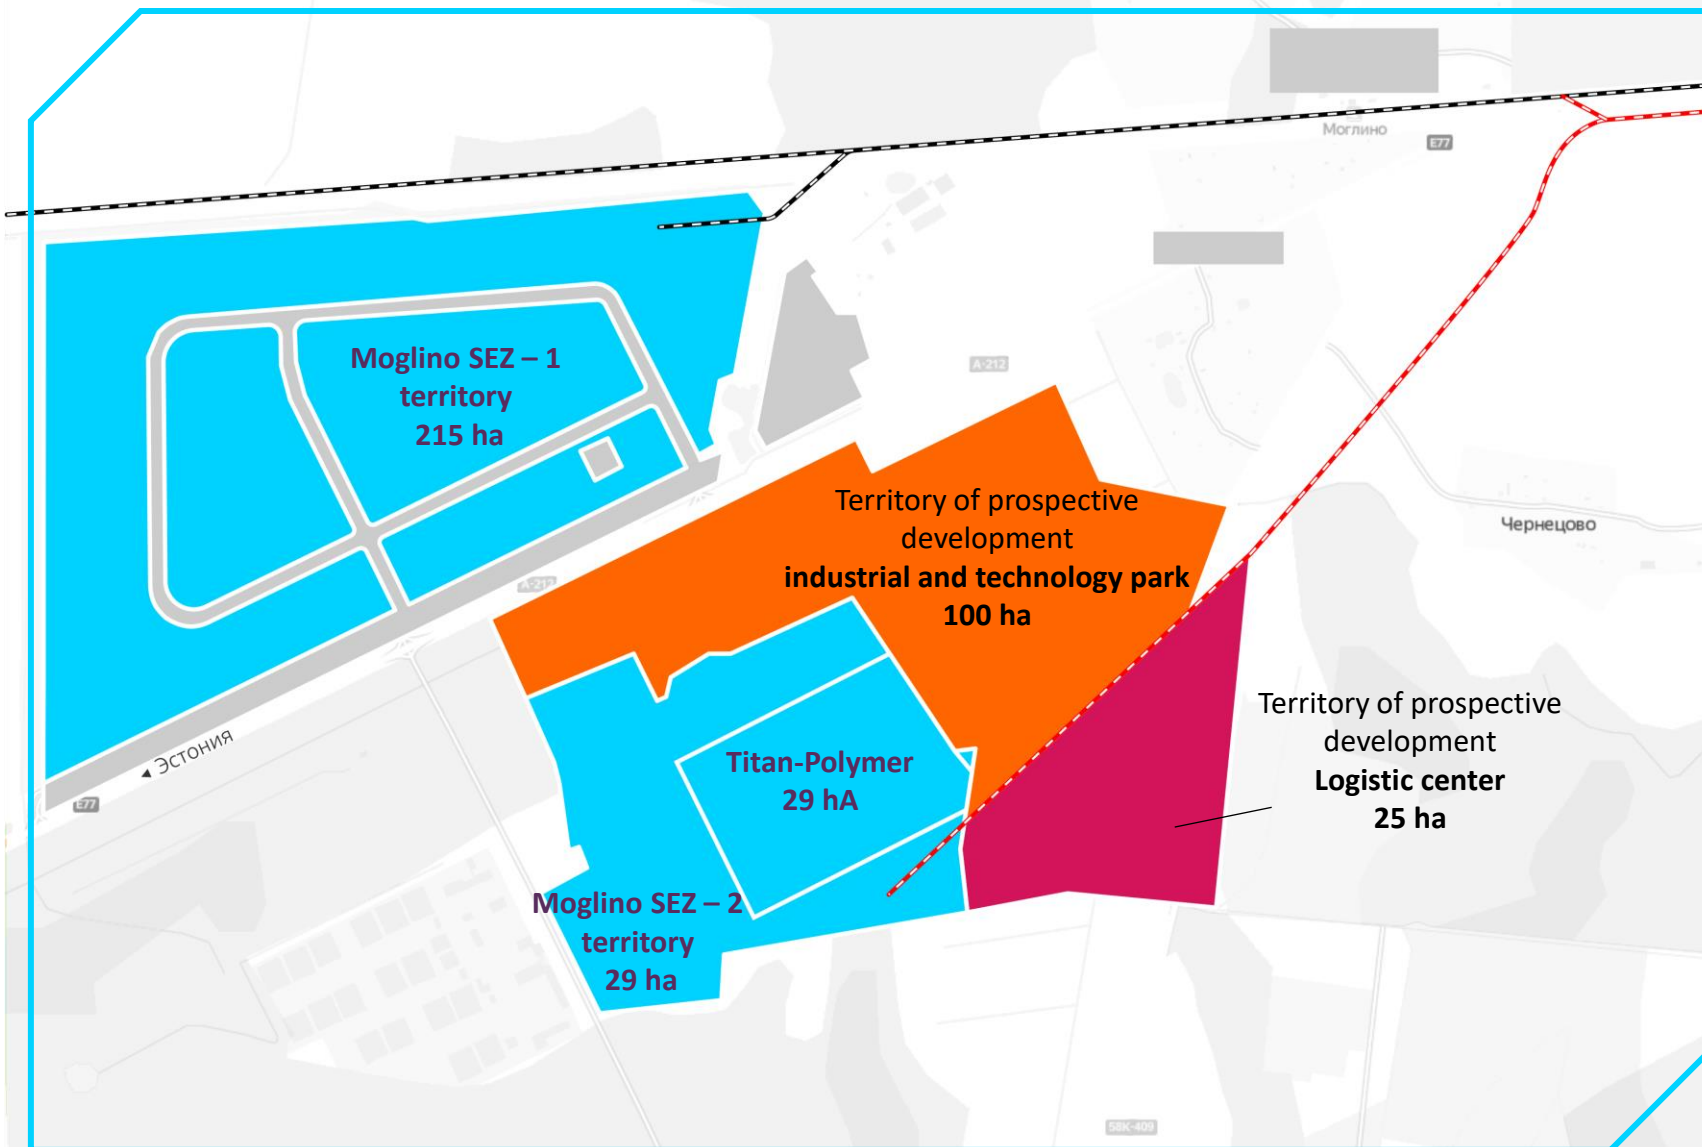 Моглино
E77
A-212
Moglino SEZ – 1
territory
215 ha
Territory of prospective
development
industrial and technology park
100 ha
Чернецово
A-212
Territory of prospective
development
Logistic center
25 ha
Эстония
E77
Titan-Polymer
29 hA
Moglino SEZ – 2
territory
29 ha
58K-409